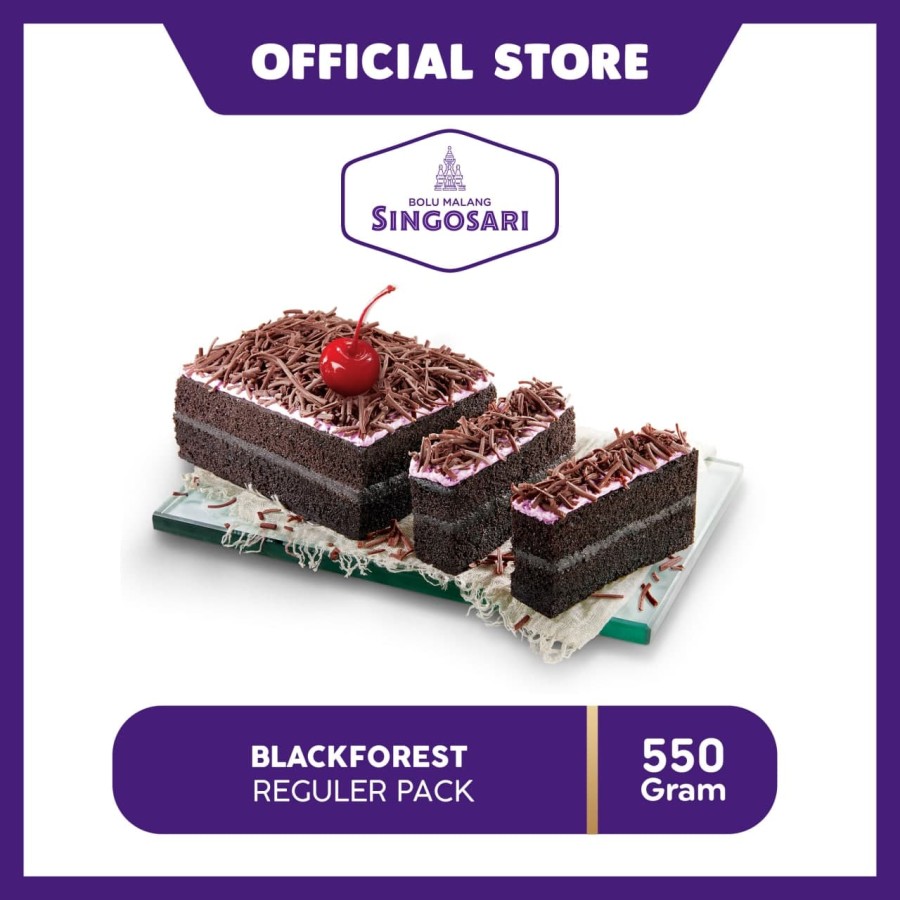 OFFICIAL STORE
BOLU MALANG
SINGOSARI
BLACKFOREST
REGULER PACK
550
Gram